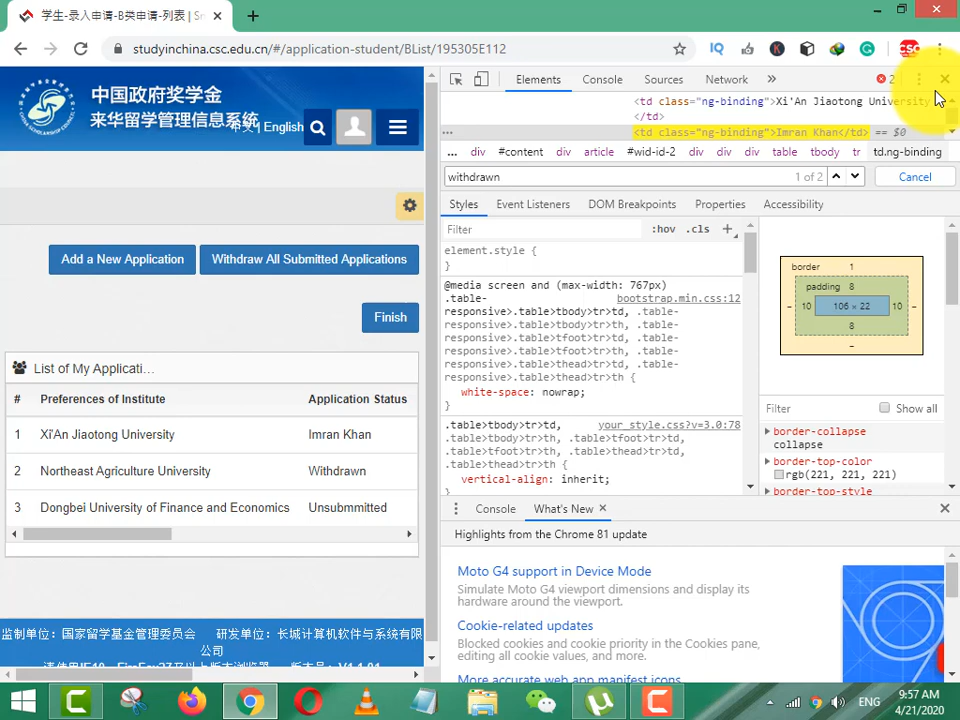 学生-录入申请-B类申请-列表 | Sn
studyinchina.csc.edu.cn/#/application-student/BList/195305E112
中国政府奖学金
来华留学管理信息系统
中文 | English
Add a New Application
Withdraw All Submitted Applications
Finish
List of My Applicati…
# Preferences of Institute Application Status
1 Xi'An Jiaotong University Imran Khan
2 Northeast Agriculture University Withdrawn
3 Dongbei University of Finance and Economics Unsubmmitted
监制单位：国家留学基金管理委员会 研发单位：长城计算机软件与系统有限
公司
Elements Console Sources Network » 2
<td class="ng-binding">Xi'An Jiaotong University
</td>
<td class="ng-binding">Imran Khan</td> == $0
... div #content div article #wid-id-2 div div div table tbody tr td.ng-binding
withdrawn 1 of 2 Cancel
Styles Event Listeners DOM Breakpoints Properties Accessibility
Filter :hov .cls +
element.style {
}
@media screen and (max-width: 767px)
.table- bootstrap.min.css:12
responsive>.table>tbody>tr>td, .table-
responsive>.table>tbody>tr>th, .table-
responsive>.table>tfoot>tr>td, .table-
responsive>.table>tfoot>tr>th, .table-
responsive>.table>thead>tr>td, .table-
responsive>.table>thead>tr>th {
white-space: nowrap;
}
.table>tbody>tr>td, your_style.css?v=3.0:78
.table>tbody>tr>th, .table>tfoot>tr>td,
.table>tfoot>tr>th, .table>thead>tr>td,
.table>thead>tr>th {
vertical-align: inherit;
}
border 1
padding 8
10 106 × 22 10
8
Filter Show all
border-collapse
collapse
border-top-color
rgb(221, 221, 221)
border-top-style
Console What's New
Highlights from the Chrome 81 update
Moto G4 support in Device Mode
Simulate Moto G4 viewport dimensions and display its
hardware around the viewport.
Cookie-related updates
Blocked cookies and cookie priority in the Cookies pane,
editing all cookie values, and more.
More accurate web app manifest icons
IQ
CSC
ENG
9:57 AM
4/21/2020